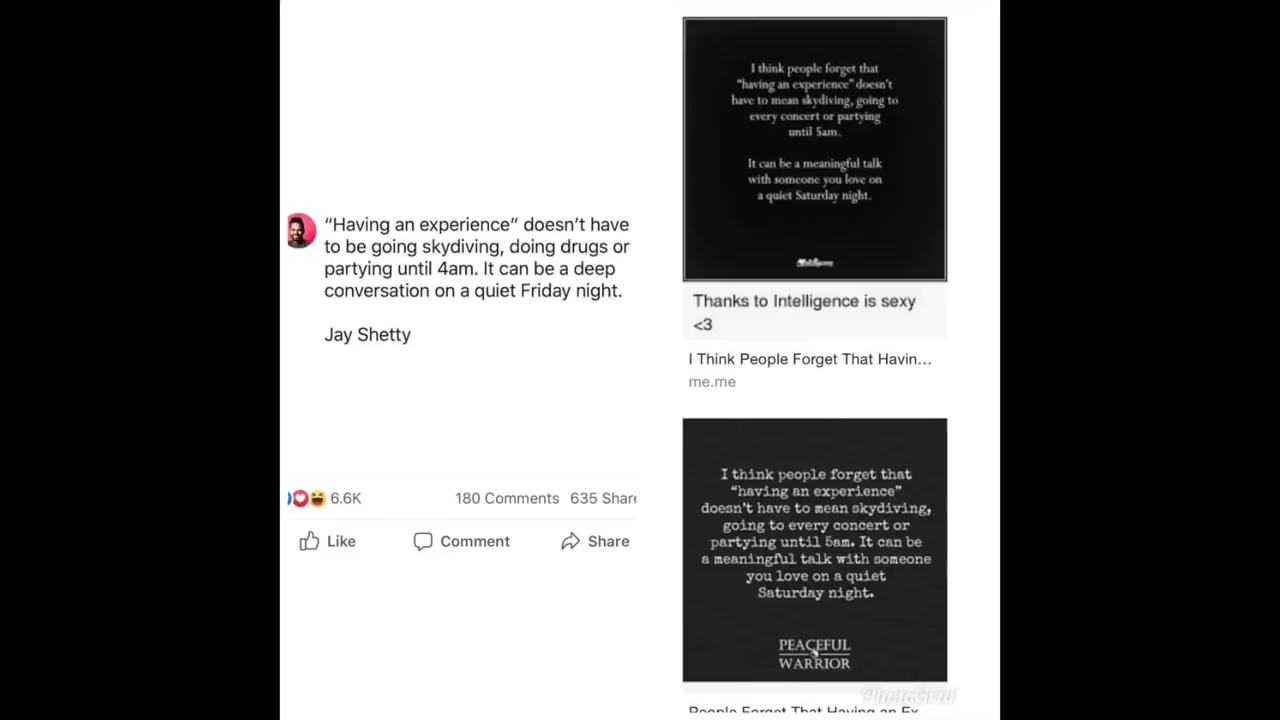 “Having an experience” doesn’t have
to be going skydiving, doing drugs or
partying until 4am. It can be a deep
conversation on a quiet Friday night.
Jay Shetty
6.6K
180 Comments
635 Share
Like
Comment
Share
I think people forget that
“having an experience” doesn't
have to mean skydiving, going to
every concert or partying
until 5am.
It can be a meaningful talk
with someone you love on
a quiet Saturday night.
Thanks to Intelligence is sexy
<3
I Think People Forget That Havin...
me.me
I think people forget that
“having an experience”
doesn't have to mean skydiving,
going to every concert or
partying until 5am. It can be
a meaningful talk with someone
you love on a quiet
Saturday night.
PEACEFUL
WARRIOR
PhotoGrid
People Forget That Having an Ex